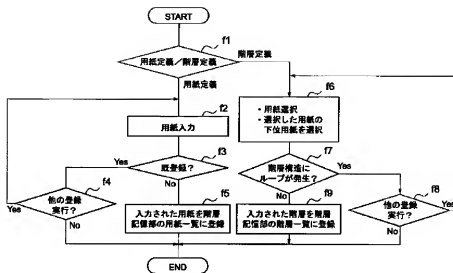 START
f1
用紙定義／階層定義
階層定義
用紙定義
f2
用紙入力
f3
既登録？
Yes
No
f4
他の登録
実行？
Yes
No
f5
入力された用紙を階層
記憶部の用紙一覧に登録
f6
・用紙選択
・選択した用紙の
下位用紙を選択
f7
階層構造に
ループが発生？
Yes
No
f8
他の登録
実行？
Yes
No
f9
入力された階層を階層
記憶部の階層一覧に登録
END